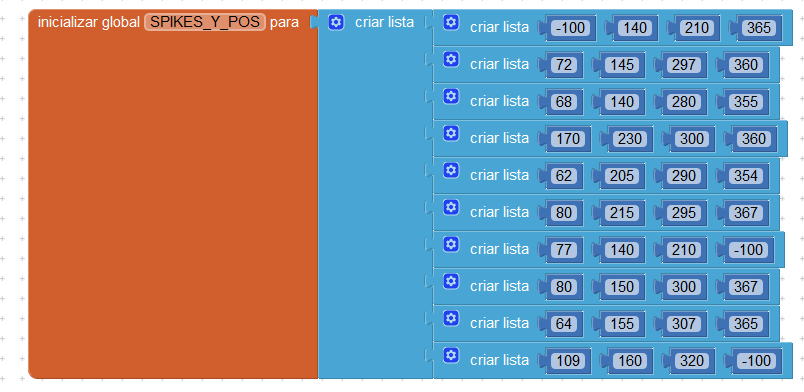 inicializar global SPIKES_Y_POS para criar lista criar lista -100 140 210 365
criar lista 72 145 297 360
criar lista 68 140 280 355
criar lista 170 230 300 360
criar lista 62 205 290 354
criar lista 80 215 295 367
criar lista 77 140 210 -100
criar lista 80 150 300 367
criar lista 64 155 307 365
criar lista 109 160 320 -100